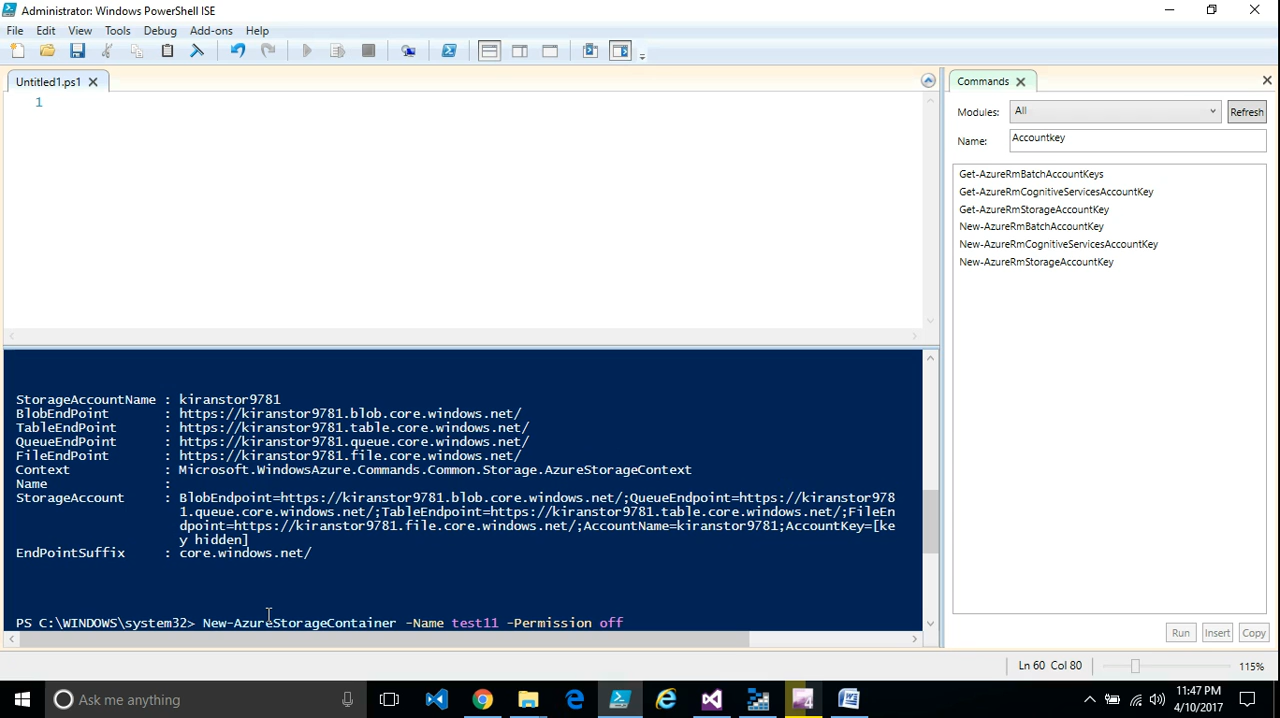 Administrator: Windows PowerShell ISE
File Edit View Tools Debug Add-ons Help
Untitled1.ps1
1
Commands
Modules: All Refresh
Name: Accountkey
Get-AzureRmBatchAccountKeys
Get-AzureRmCognitiveServicesAccountKey
Get-AzureRmStorageAccountKey
New-AzureRmBatchAccountKey
New-AzureRmCognitiveServicesAccountKey
New-AzureRmStorageAccountKey
Run Insert Copy
StorageAccountName : kiranstor9781
BlobEndPoint : https://kiranstor9781.blob.core.windows.net/
TableEndPoint : https://kiranstor9781.table.core.windows.net/
QueueEndPoint : https://kiranstor9781.queue.core.windows.net/
FileEndPoint : https://kiranstor9781.file.core.windows.net/
Context : Microsoft.WindowsAzure.Commands.Common.Storage.AzureStorageContext
Name :
StorageAccount : BlobEndpoint=https://kiranstor9781.blob.core.windows.net/;QueueEndpoint=https://kiranstor978
1.queue.core.windows.net/;TableEndpoint=https://kiranstor9781.table.core.windows.net/;FileEn
dpoint=https://kiranstor9781.file.core.windows.net/;AccountName=kiranstor9781;AccountKey=[ke
y hidden]
EndPointSuffix : core.windows.net/
PS C:\WINDOWS\system32> New-AzureStorageContainer -Name test11 -Permission off
Ln 60 Col 80 115%
Ask me anything
11:47 PM
4/10/2017